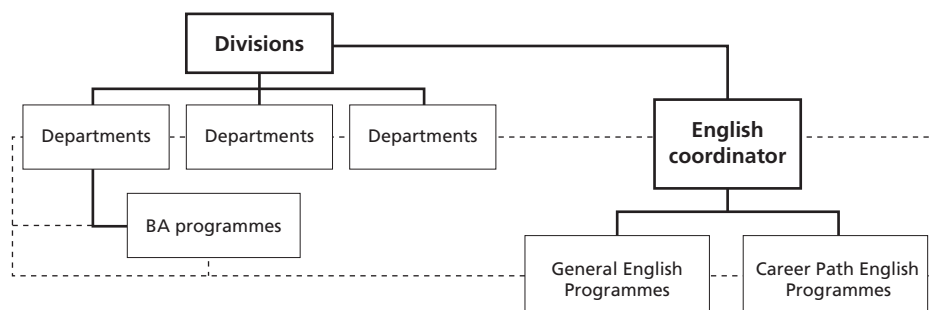 Divisions
Departments
Departments
Departments
English
coordinator
BA programmes
General English
Programmes
Career Path English
Programmes